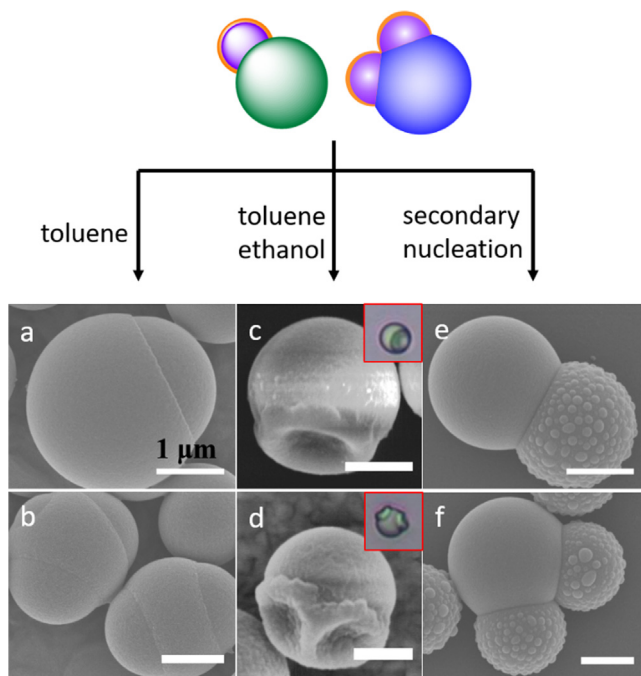 toluene
toluene
ethanol
secondary
nucleation
a
c
e
1 μm
b
d
f